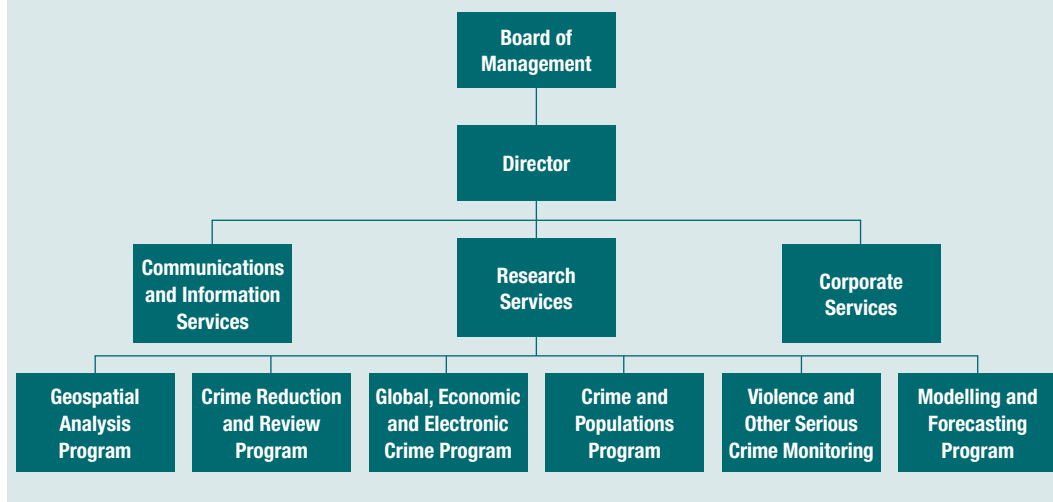 Board of
Management
Director
Communications
and Information
Services
Research
Services
Corporate
Services
Geospatial
Analysis
Program
Crime Reduction
and Review
Program
Global, Economic
and Electronic
Crime Program
Crime and
Populations
Program
Violence and
Other Serious
Crime Monitoring
Modelling and
Forecasting
Program